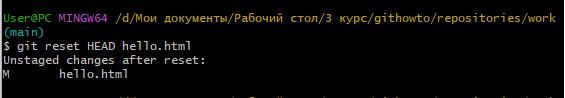 User@PC MINGW64 /d/Мои документы/Рабочий стол/3 курс/githowto/repositories/work
(main)
$ git reset HEAD hello.html
Unstaged changes after reset:
M       hello.html